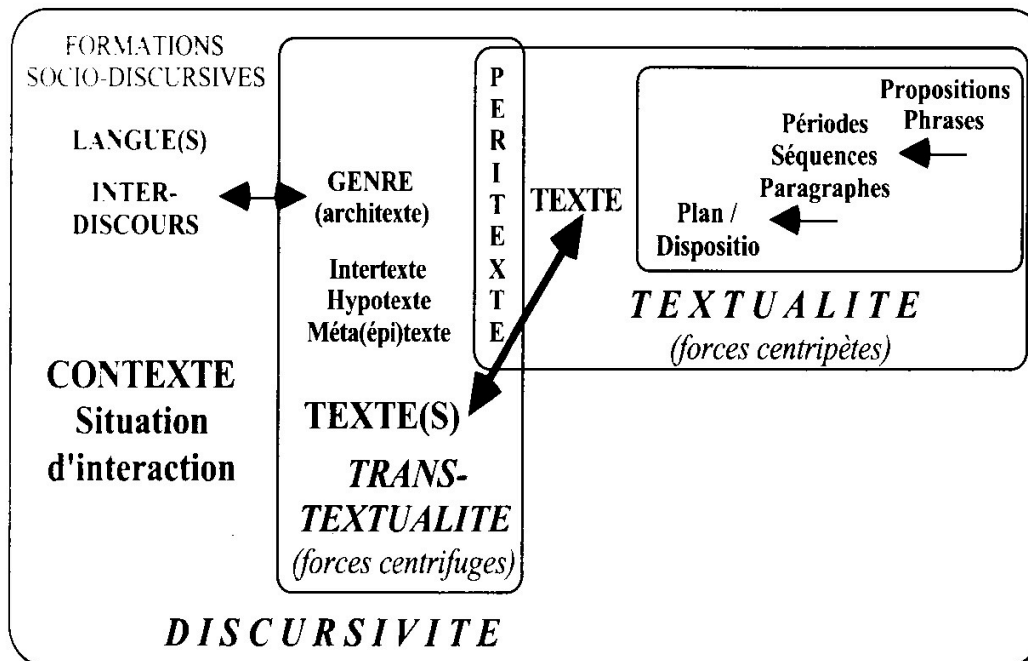 FORMATIONS
SOCIO-DISCURSIVES
LANGUE(S)
INTER-
DISCOURS
CONTEXTE
Situation
d'interaction
GENRE
(architexte)
Intertexte
Hypotexte
Méta(épi)texte
TEXTE(S)
TRANS-
TEXTUALITE
(forces centrifuges)
PERITEXTE
TEXTE
Propositions
Phrases
Périodes
Séquences
Paragraphes
Plan /
Dispositio
TEXTUALITE
(forces centripètes)
DISCURSIVITE